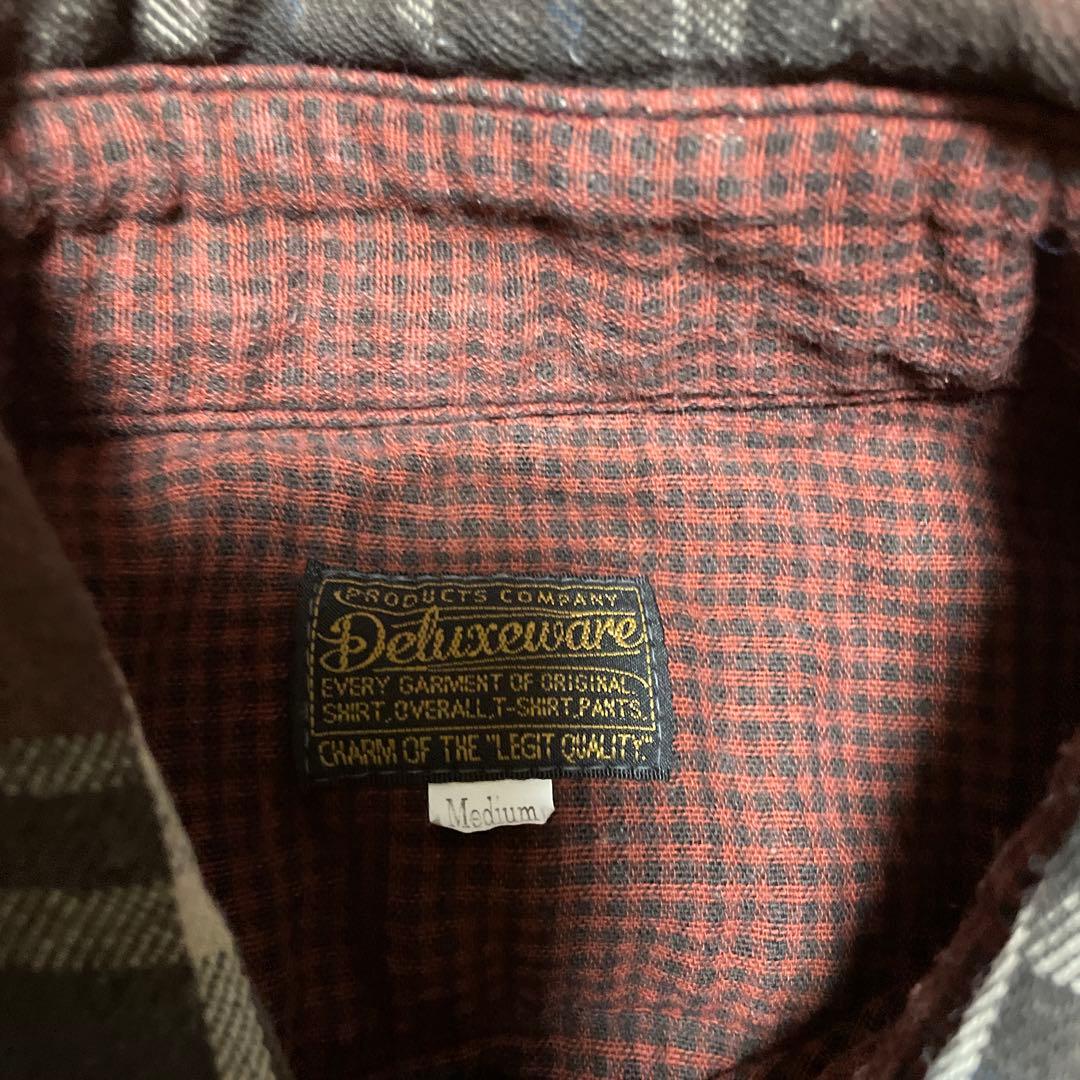 PRODUCTS COMPANY
Deluxeware
EVERY GARMENT OF ORIGINAL
SHIRT, OVERALL, T-SHIRT, PANTS,
CHARM OF THE "LEGIT QUALITY"
Medium